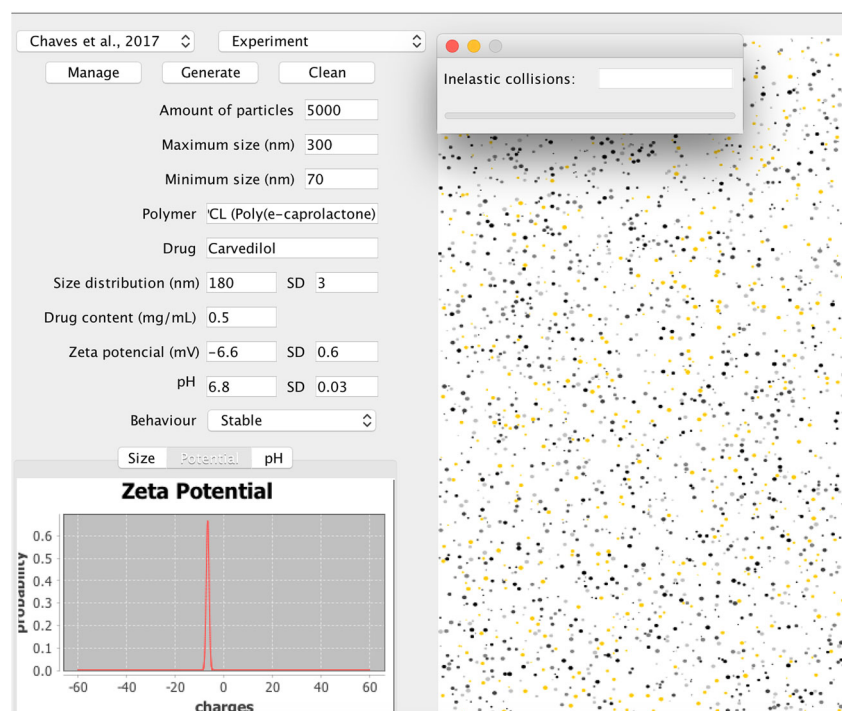 Chaves et al., 2017 Experiment
Manage Generate Clean
Amount of particles 5000
Maximum size (nm) 300
Minimum size (nm) 70
Polymer 'CL (Poly(e-caprolactone)
Drug Carvedilol
Size distribution (nm) 180 SD 3
Drug content (mg/mL) 0.5
Zeta potencial (mV) -6.6 SD 0.6
pH 6.8 SD 0.03
Behaviour Stable
Size Potential pH
Zeta Potential
probability
0.6
0.5
0.4
0.3
0.2
0.1
0.0
-60 -40 -20 0 20 40 60
charges
Inelastic collisions: